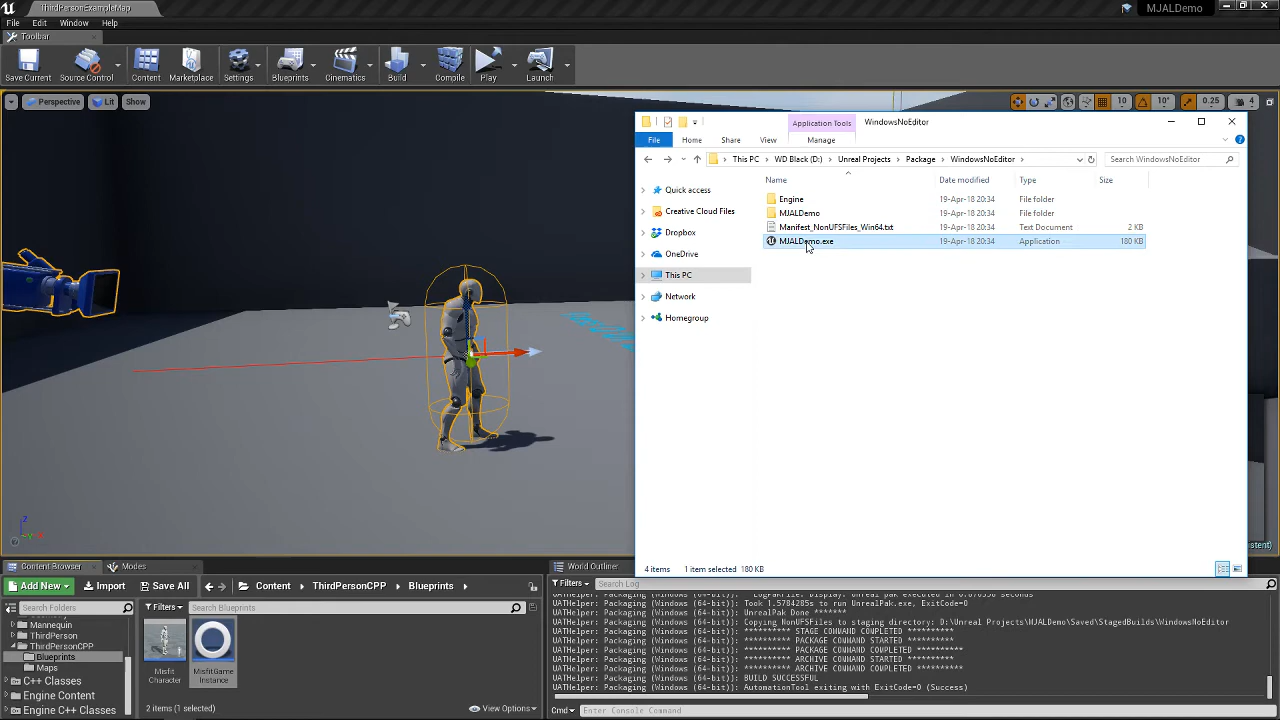 ThirdPersonExampleMap
MJALDemo
File Edit Window Help
Toolbar
Save Current Source Control Content Marketplace Settings Blueprints Cinematics Build Compile Play Launch
Perspective Lit Show
10 10° 0.25 4
Application Tools WindowsNoEditor
File Home Share View Manage
This PC > WD Black (D:) > Unreal Projects > Package > WindowsNoEditor
Search WindowsNoEditor
Name Date modified Type Size
Quick access
Creative Cloud Files
Dropbox
OneDrive
This PC
Network
Homegroup
Engine 19-Apr-18 20:34 File folder
MJALDemo 19-Apr-18 20:34 File folder
Manifest_NonUFSFiles_Win64.txt 19-Apr-18 20:34 Text Document 2 KB
MJALDemo.exe 19-Apr-18 20:34 Application 180 KB
4 items 1 item selected 180 KB
Content Browser Modes
Add New Import Save All Content ThirdPersonCPP Blueprints
Search Folders
Mannequin
ThirdPerson
ThirdPersonCPP
Blueprints
Maps
C++ Classes
Engine Content
Engine C++ Classes
Filters Search Blueprints
Misfit Character
MisfitGame Instance
2 items (1 selected) View Options
World Outliner
Filters Search Log
UATHelper: Packaging (Windows (64-bit)): Took 1.5784285s to run UnrealPak.exe, ExitCode=0
UATHelper: Packaging (Windows (64-bit)): UnrealPak Done *******
UATHelper: Packaging (Windows (64-bit)): Copying NonUFSFiles to staging directory: D:\Unreal Projects\MJALDemo\Saved\StagedBuilds\WindowsNoEditor
UATHelper: Packaging (Windows (64-bit)): ********** STAGE COMMAND COMPLETED **********
UATHelper: Packaging (Windows (64-bit)): ********** PACKAGE COMMAND COMPLETED **********
UATHelper: Packaging (Windows (64-bit)): ********** ARCHIVE COMMAND STARTED **********
UATHelper: Packaging (Windows (64-bit)): ********** ARCHIVE COMMAND COMPLETED **********
UATHelper: Packaging (Windows (64-bit)): BUILD SUCCESSFUL
UATHelper: Packaging (Windows (64-bit)): AutomationTool exiting with ExitCode=0 (Success)
Cmd Enter Console Command